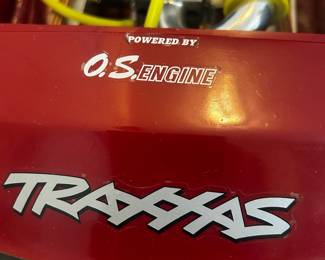 POWERED BY
O.S. ENGINE
TRAXXAS